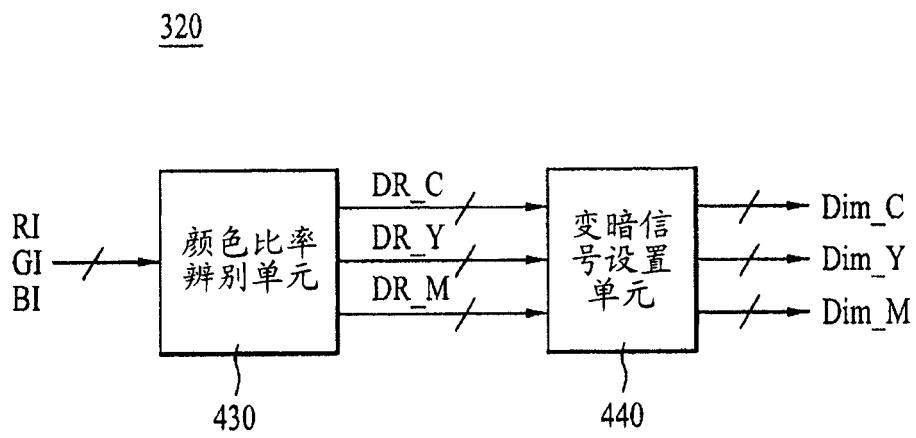 320
RI
GI
BI
颜色比率
辨别单元
430
DR_C
DR_Y
DR_M
变暗信
号设置
单元
440
Dim_C
Dim_Y
Dim_M